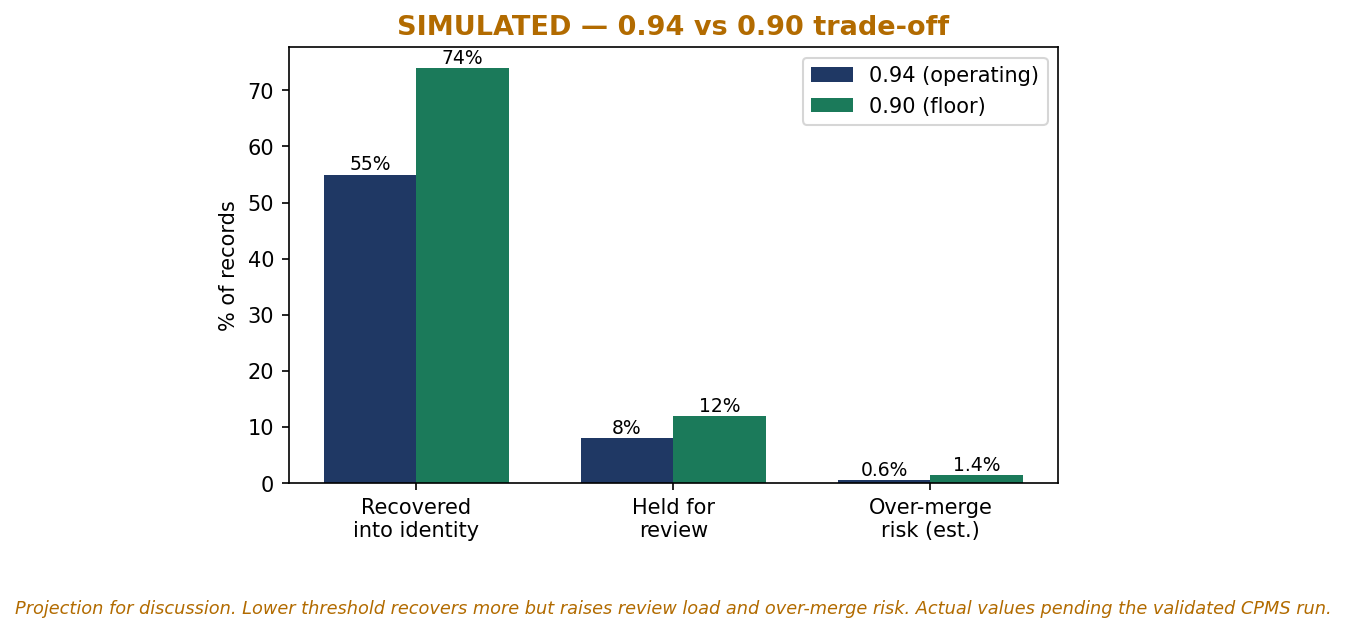 SIMULATED — 0.94 vs 0.90 trade-off
0.94 (operating)
0.90 (floor)
% of records
70
60
50
40
30
20
10
0
55%
74%
8%
12%
0.6%
1.4%
Recovered
into identity
Held for
review
Over-merge
risk (est.)
Projection for discussion. Lower threshold recovers more but raises review load and over-merge risk. Actual values pending the validated CPMS run.